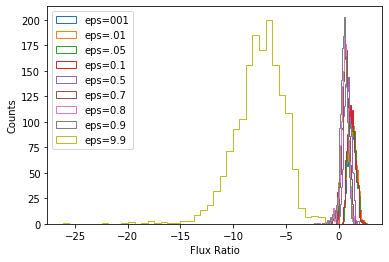 200
175
150
125
100
75
50
25
0
Counts
eps=001
eps=.01
eps=.05
eps=0.1
eps=0.5
eps=0.7
eps=0.8
eps=0.9
eps=9.9
−25 −20 −15 −10 −5 0
Flux Ratio